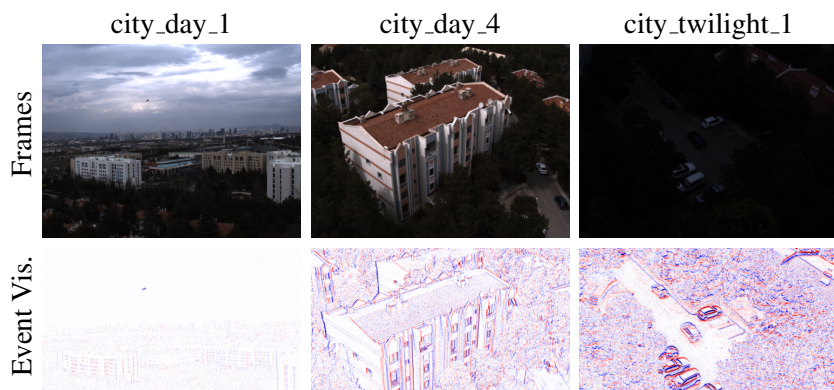 city_day_1
city_day_4
city_twilight_1
Frames
Event Vis.